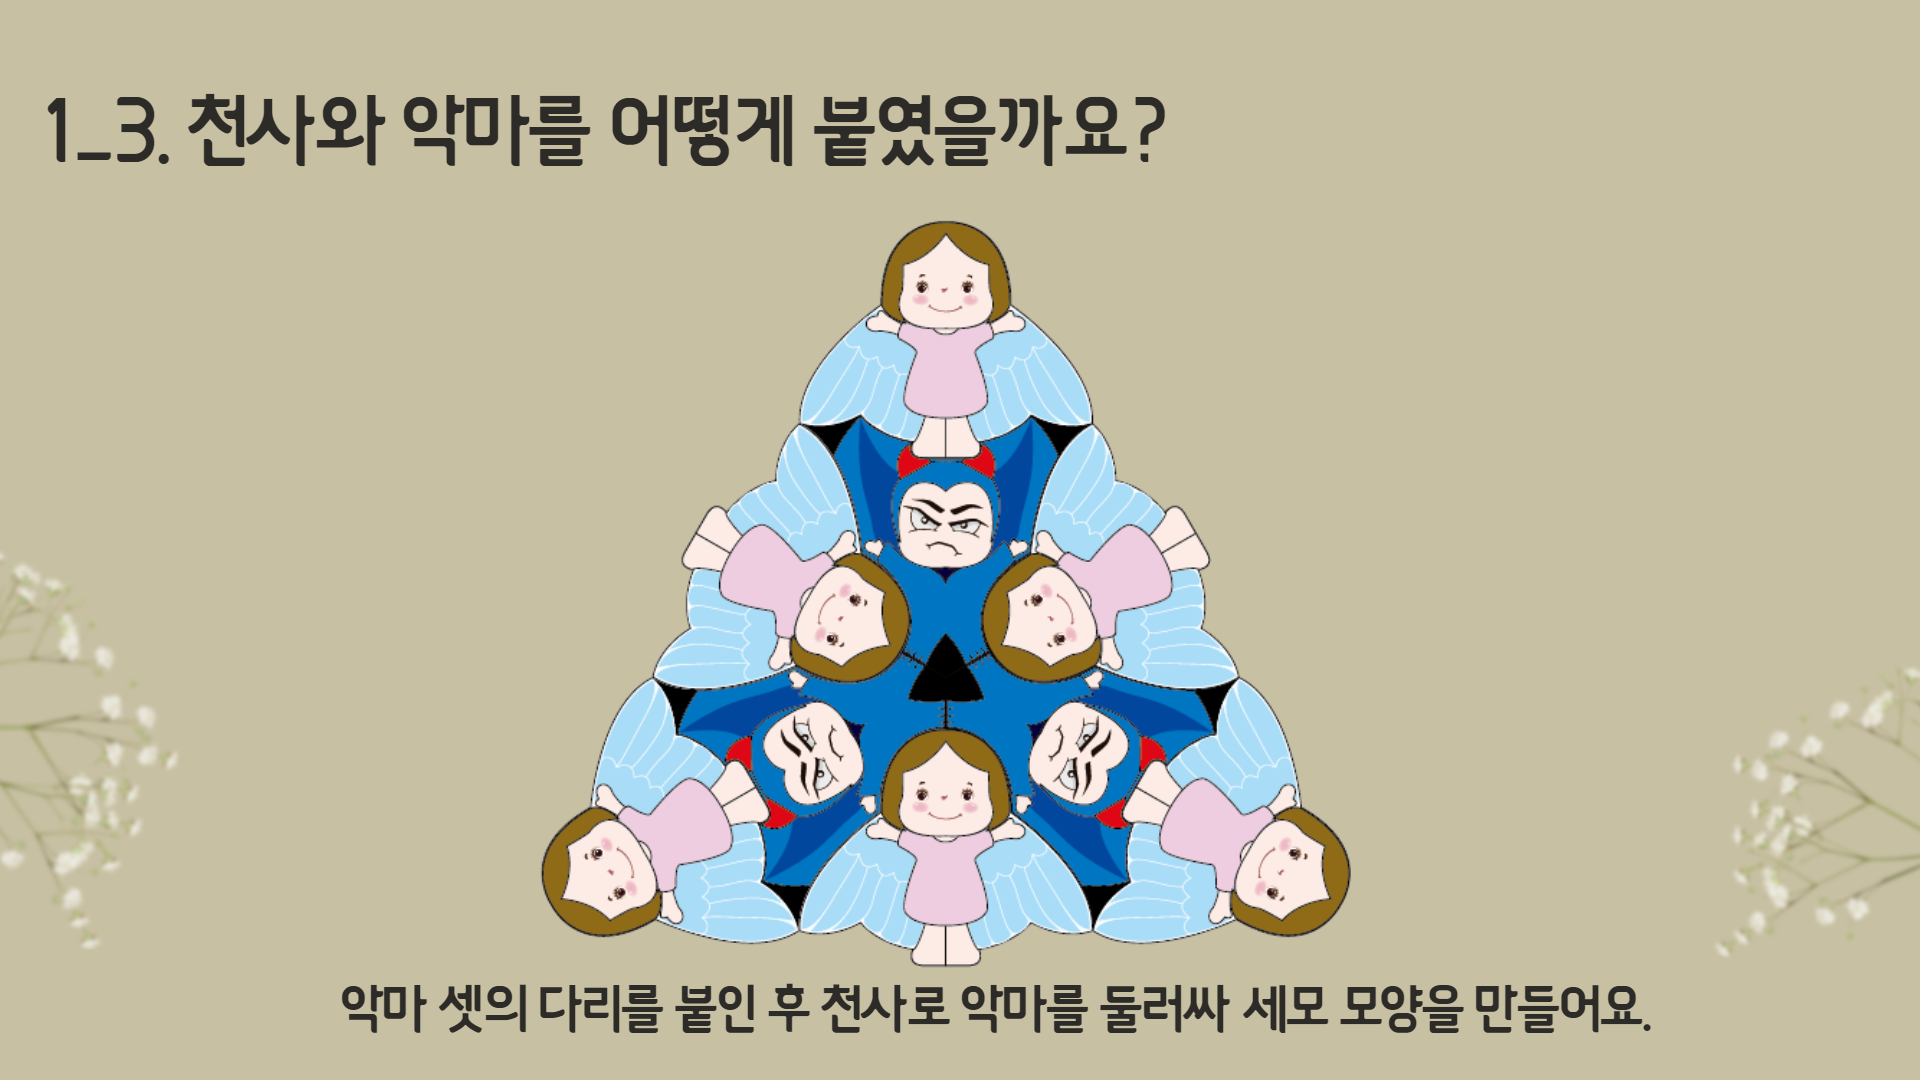 1_3. 천사와 악마를 어떻게 붙였을까요?
악마 셋의 다리를 붙인 후 천사로 악마를 둘러싸 세모 모양을 만들어요.